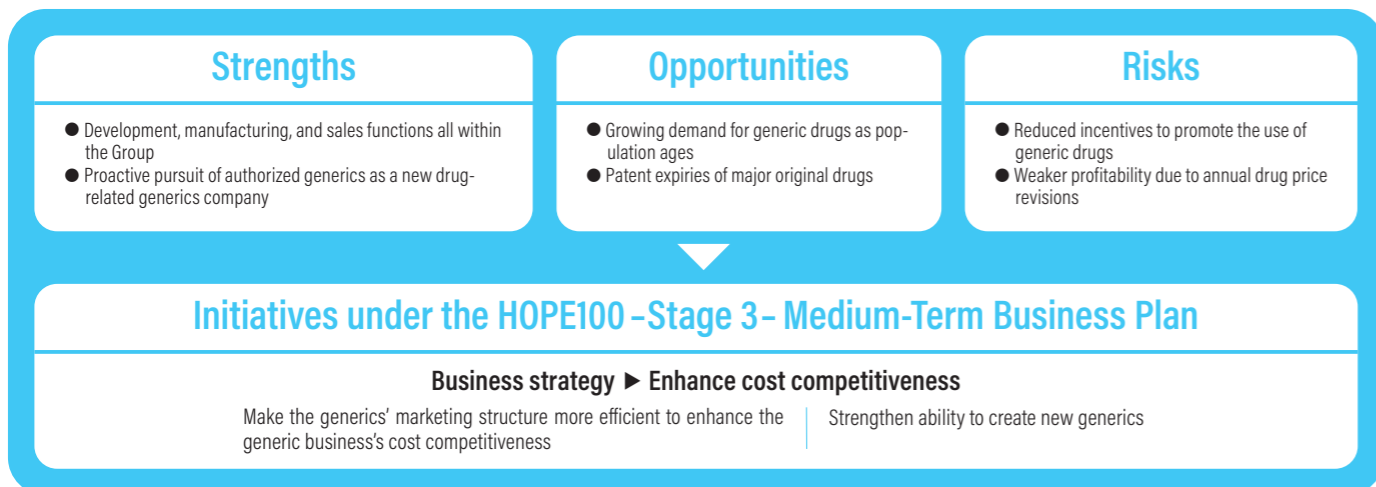 Strengths
● Development, manufacturing, and sales functions all within
the Group
● Proactive pursuit of authorized generics as a new drug-
related generics company
Opportunities
● Growing demand for generic drugs as pop-
ulation ages
● Patent expiries of major original drugs
Risks
● Reduced incentives to promote the use of
generic drugs
● Weaker profitability due to annual drug price
revisions
Initiatives under the HOPE100 –Stage 3– Medium-Term Business Plan
Business strategy ▶ Enhance cost competitiveness
Make the generics’ marketing structure more efficient to enhance the
generic business’s cost competitiveness
Strengthen ability to create new generics